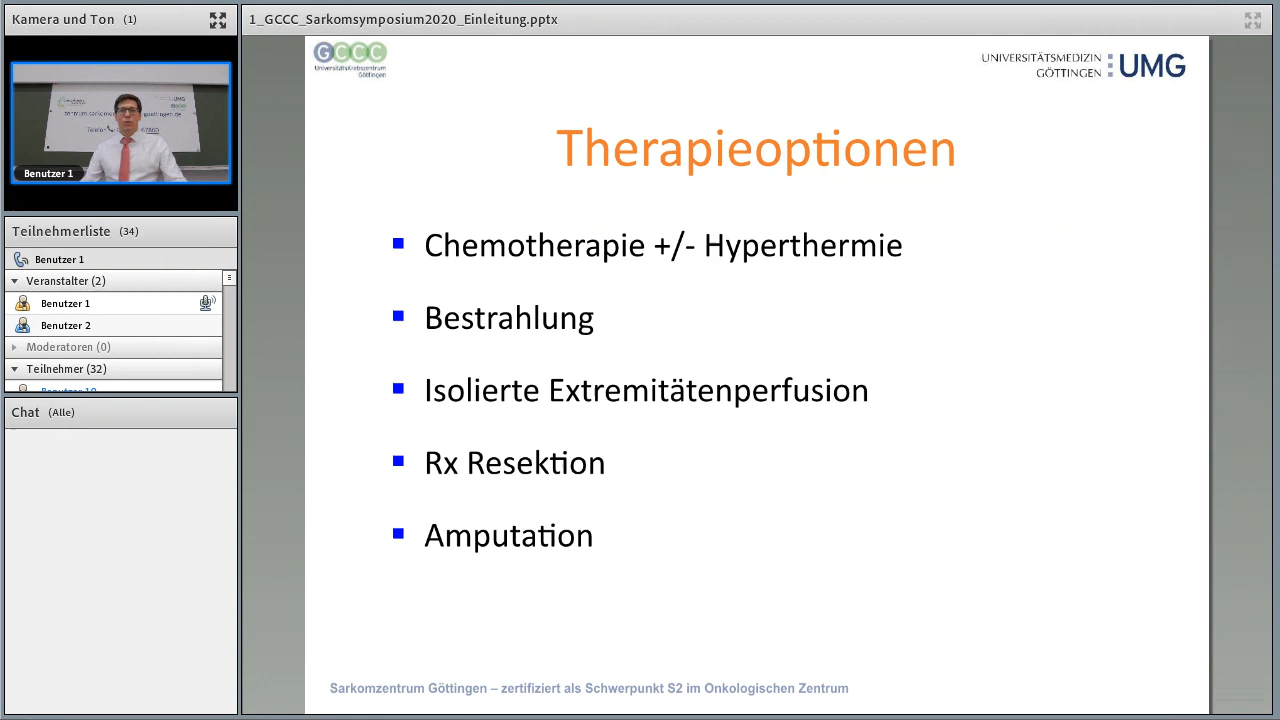 Kamera und Ton (1)
1_GCCC_Sarkomsymposium2020_Einleitung.pptx
Benutzer 1
Teilnehmerliste (34)
Benutzer 1
Veranstalter (2)
Benutzer 1
Benutzer 2
Moderatoren (0)
Teilnehmer (32)
Chat (Alle)
GCCC
UniversitätsKrebszentrum
Göttingen
UNIVERSITÄTSMEDIZIN
GÖTTINGEN
UMG
Therapieoptionen
Chemotherapie +/- Hyperthermie
Bestrahlung
Isolierte Extremitätenperfusion
Rx Resektion
Amputation
Sarkomzentrum Göttingen – zertifiziert als Schwerpunkt S2 im Onkologischen Zentrum